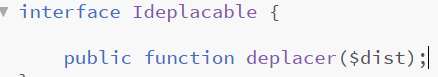 interface Ideplacable {
public function deplacer($dist);